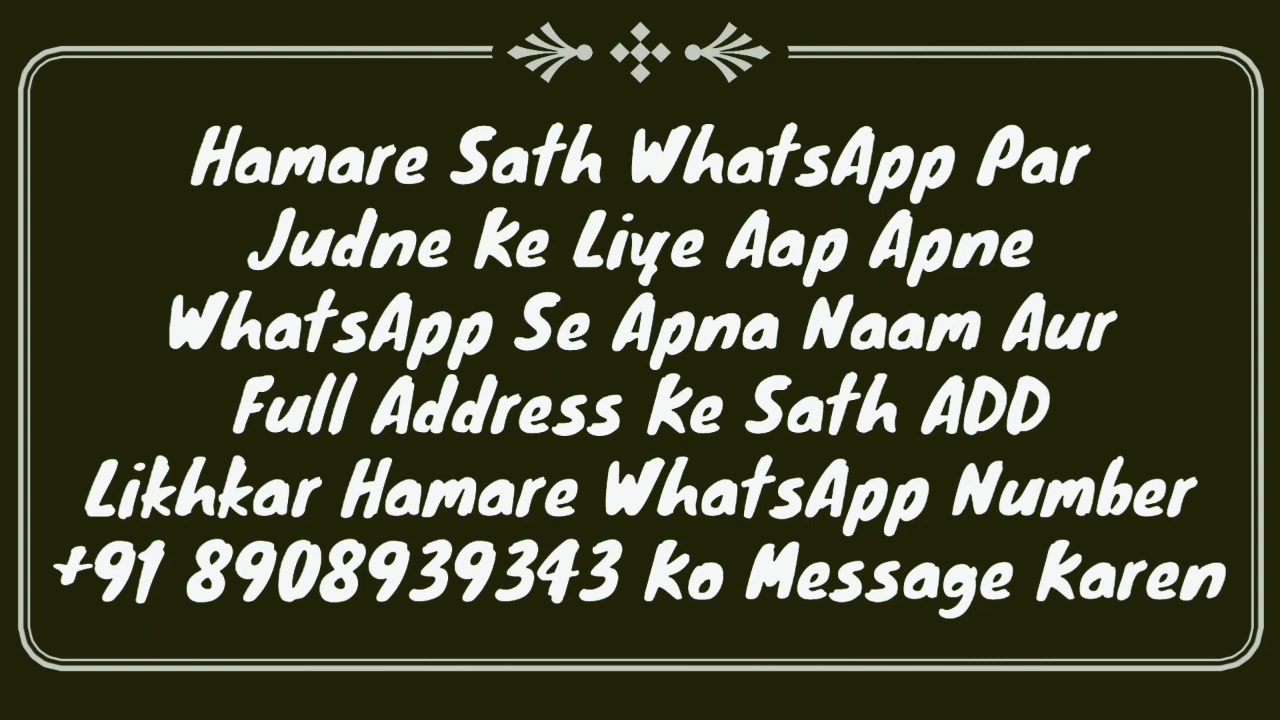 Hamare Sath WhatsApp Par
Judne Ke Liye Aap Apne
WhatsApp Se Apna Naam Aur
Full Address Ke Sath ADD
Likhkar Hamare WhatsApp Number
+91 8908939343 Ko Message Karen